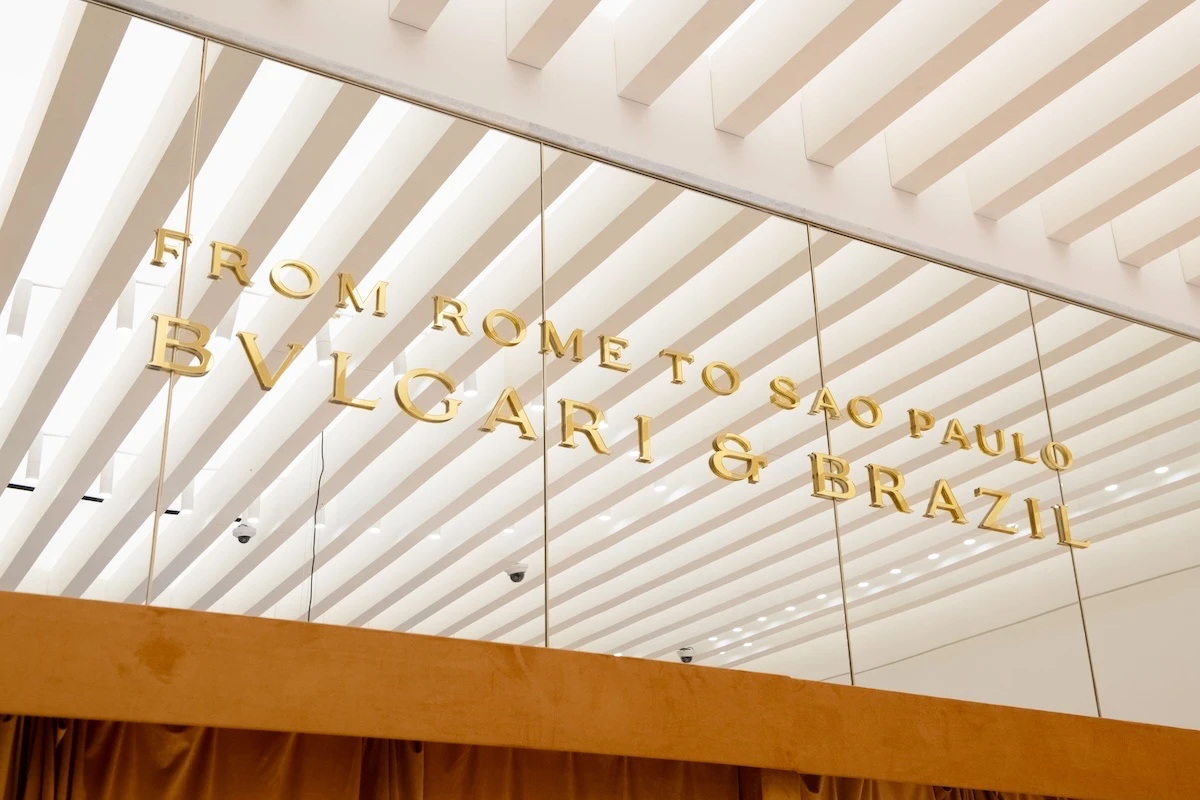 FROM ROME TO SAO PAULO
BVLGARI & BRAZIL